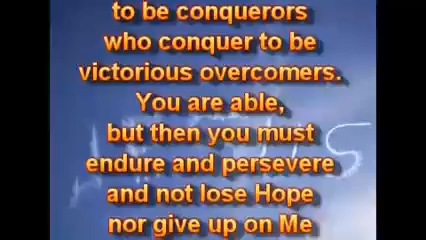 to be conquerors
who conquer to be
victorious overcomers.
You are able,
but then you must
endure and persevere
and not lose Hope
nor give up on Me